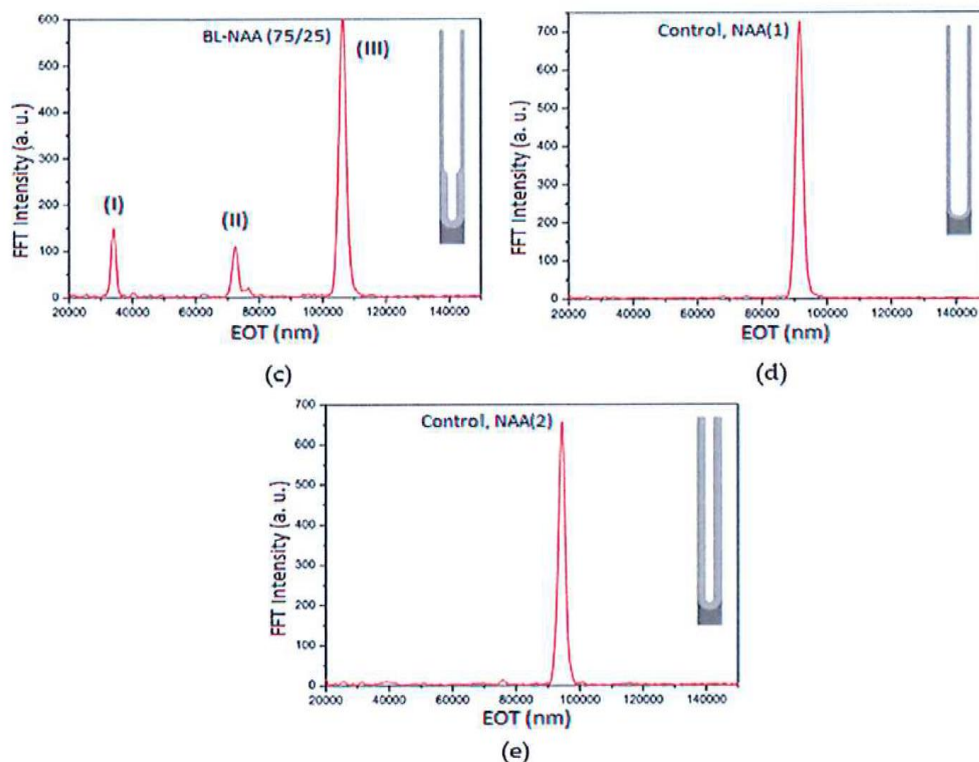 BL-NAA (75/25)
(I)
(II)
(III)
FFT Intensity (a. u.)
600
500
400
300
200
100
0
20000 40000 60000 80000 100000 120000 140000
EOT (nm)
(c)
Control, NAA(1)
FFT Intensity (a. u.)
700
600
500
400
300
200
100
0
20000 40000 60000 80000 100000 120000 140000
EOT (nm)
(d)
Control, NAA(2)
FFT Intensity (a. u.)
700
600
500
400
300
200
100
0
20000 40000 60000 80000 100000 120000 140000
EOT (nm)
(e)